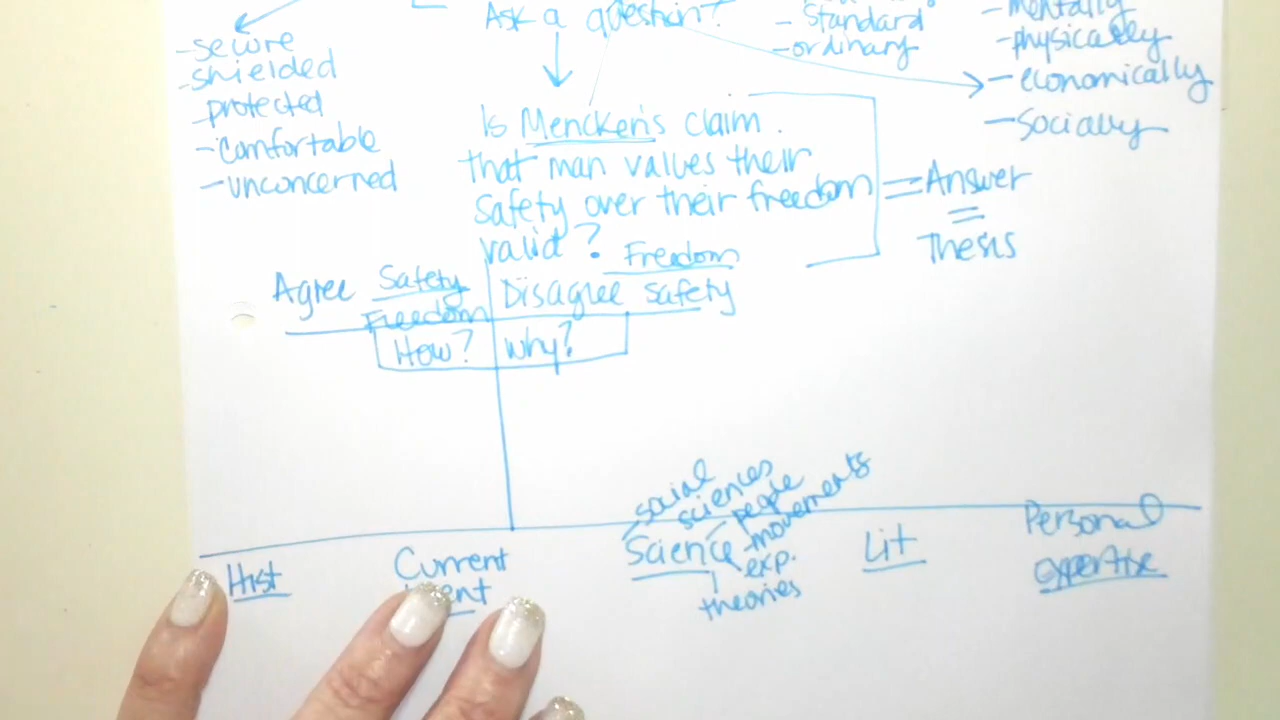 Ask a question?
- Standard
- ordinary
- Mentally
- physically
- economically
- Socially
- secure
- shielded
- protected
- comfortable
- unconcerned
Is Mencken's claim
that man values their
safety over their freedom
valid?
= Answer
=
Thesis
Agree Safety
Freedom
Freedom
Disagree safety
How? Why?
social
sciences
people
movements
Science
- exp.
theories
Hist
Current
Lit
Personal
expertise